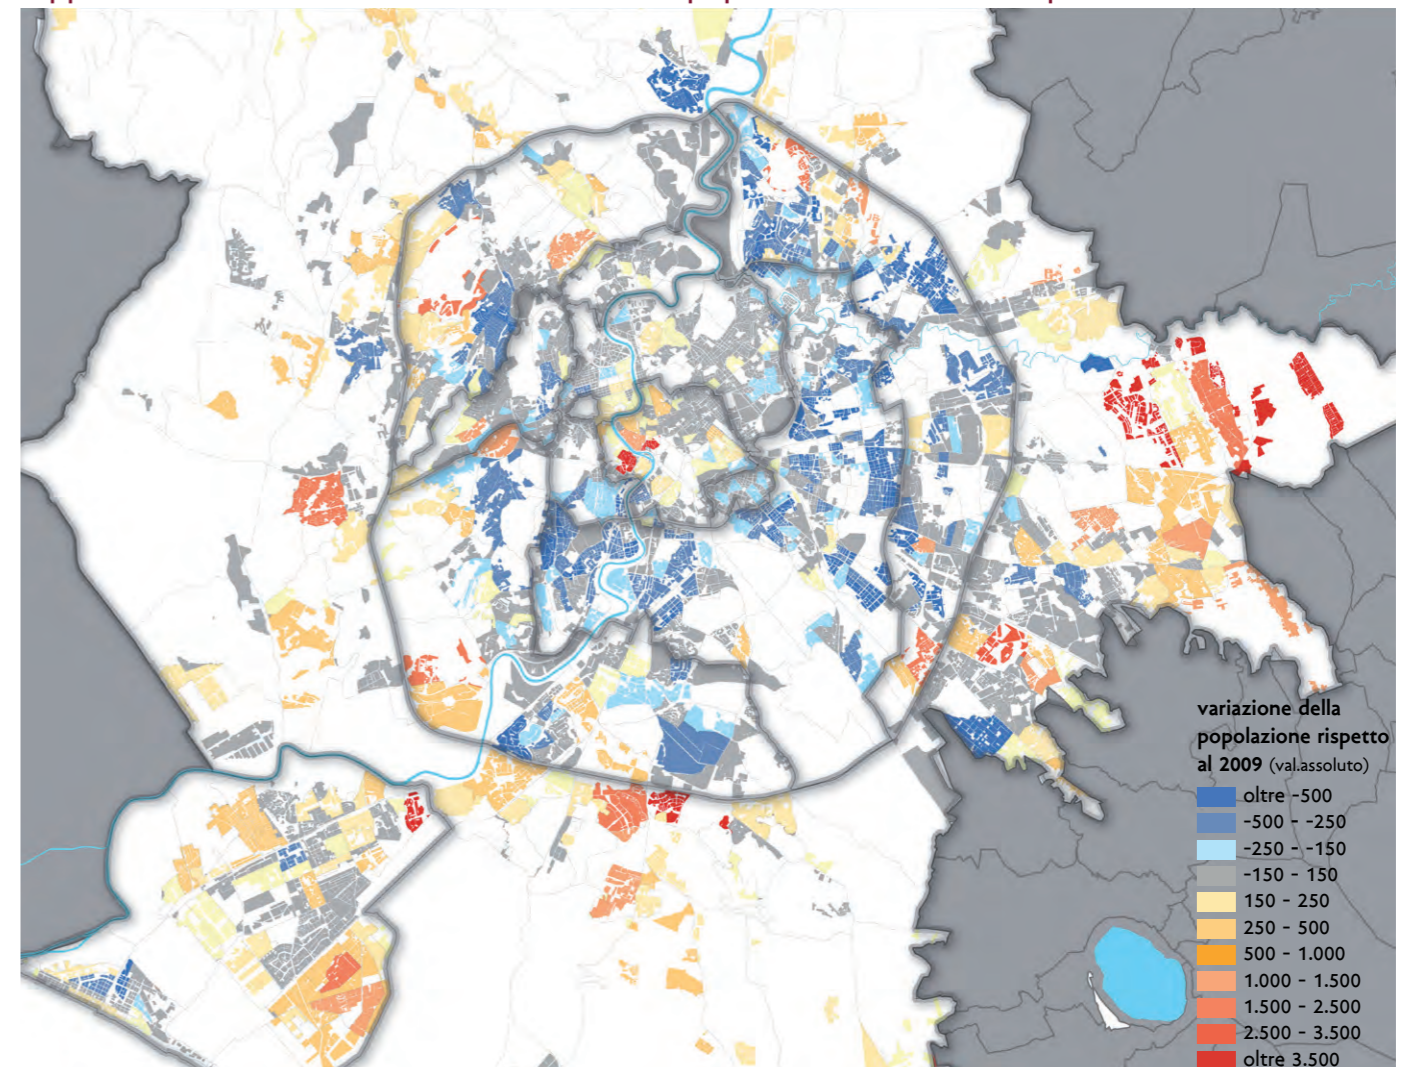 variazione della
popolazione rispetto
al 2009 (val.assoluto)
oltre -500
-500 - -250
-250 - -150
-150 - 150
150 - 250
250 - 500
500 - 1.000
1.000 - 1.500
1.500 - 2.500
2.500 - 3.500
oltre 3.500